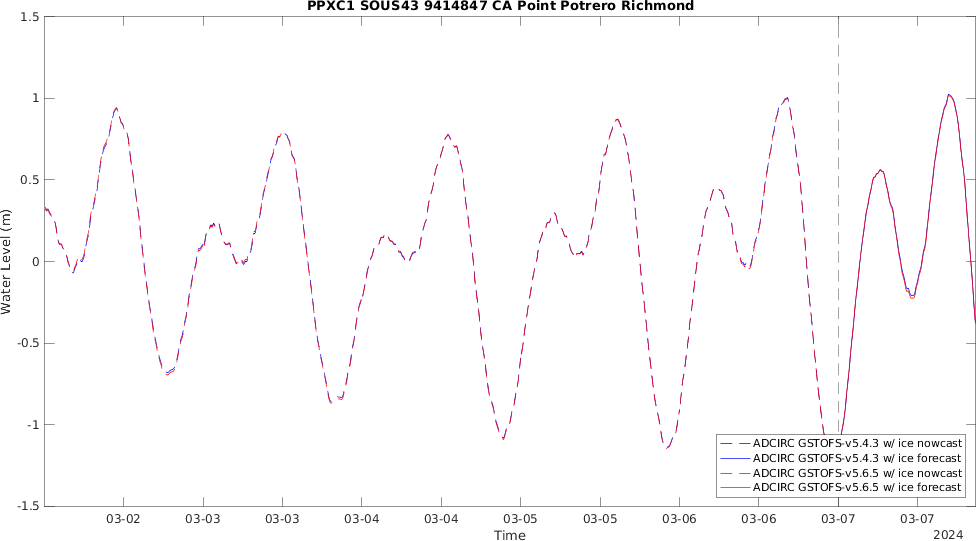 PPXC1 SOUS43 9414847 CA Point Potrero Richmond
1.5
1
0.5
0
-0.5
-1
-1.5
Water Level (m)
03-02 03-03 03-03 03-04 03-04 03-05 03-05 03-06 03-06 03-07 03-07
Time
2024
ADCIRC GSTOFS-v5.4.3 w/ ice nowcast
ADCIRC GSTOFS-v5.4.3 w/ ice forecast
ADCIRC GSTOFS-v5.6.5 w/ ice nowcast
ADCIRC GSTOFS-v5.6.5 w/ ice forecast